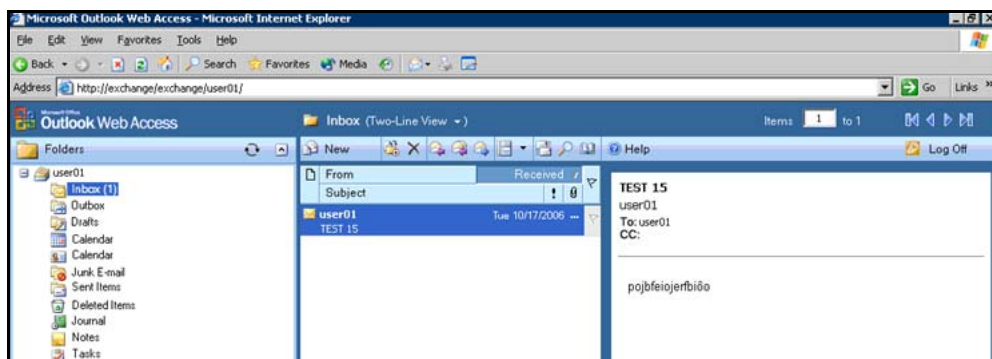 Microsoft Outlook Web Access - Microsoft Internet Explorer
File Edit View Favorites Tools Help
Back Search Favorites Media
Address http://exchange/exchange/user01/ Go Links »
Microsoft Office
Outlook Web Access
Inbox (Two-Line View)
Items 1 to 1
Folders
New
Help
Log Off
user01
Inbox (1)
Outbox
Drafts
Calendar
Calendar
Junk E-mail
Sent Items
Deleted Items
Journal
Notes
Tasks
From Received
Subject
user01 Tue 10/17/2006 ...
TEST 15
TEST 15
user01
To: user01
CC:
pojbfeiojerfbiôo